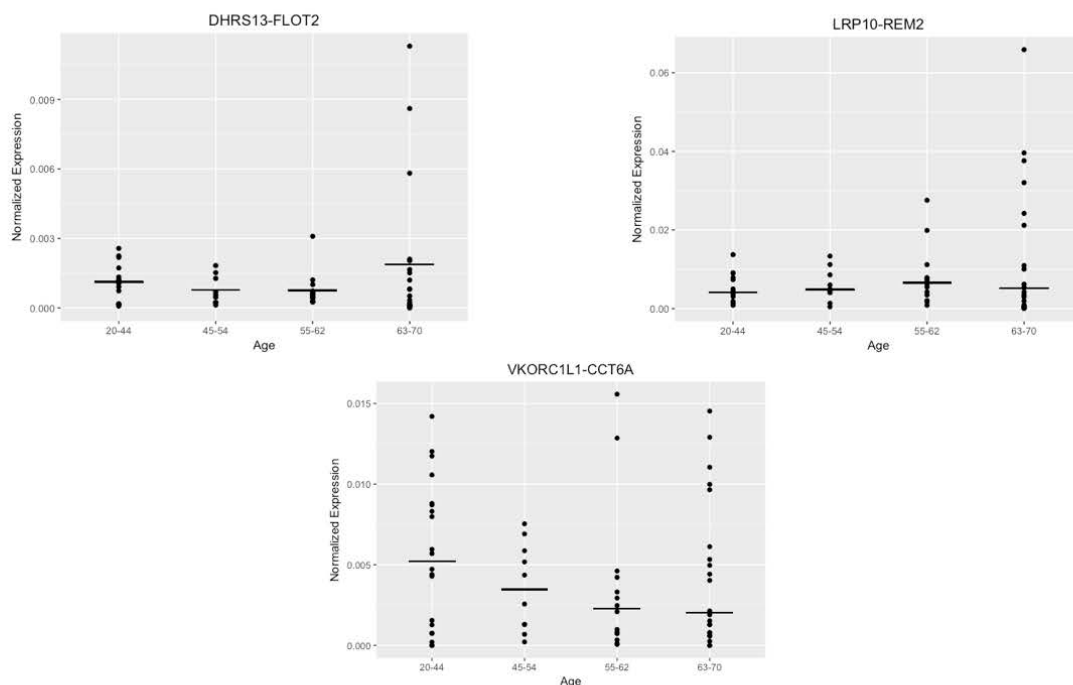 DHRS13-FLOT2
Normalized Expression
0.009
0.006
0.003
0.000
20-44 45-54 55-62 63-70
Age
LRP10-REM2
Normalized Expression
0.06
0.04
0.02
0.00
20-44 45-54 55-62 63-70
Age
VKORC1L1-CCT6A
Normalized Expression
0.015
0.010
0.005
0.000
20-44 45-54 55-62 63-70
Age